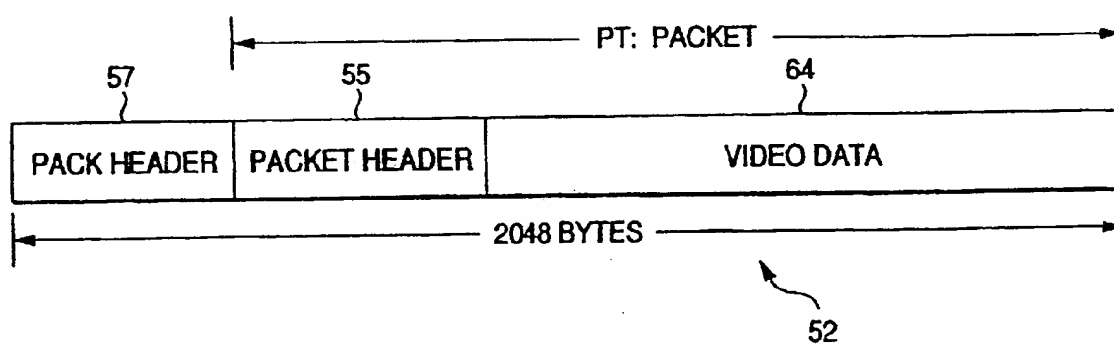 PT: PACKET
57 55 64
PACK HEADER PACKET HEADER VIDEO DATA
2048 BYTES
52